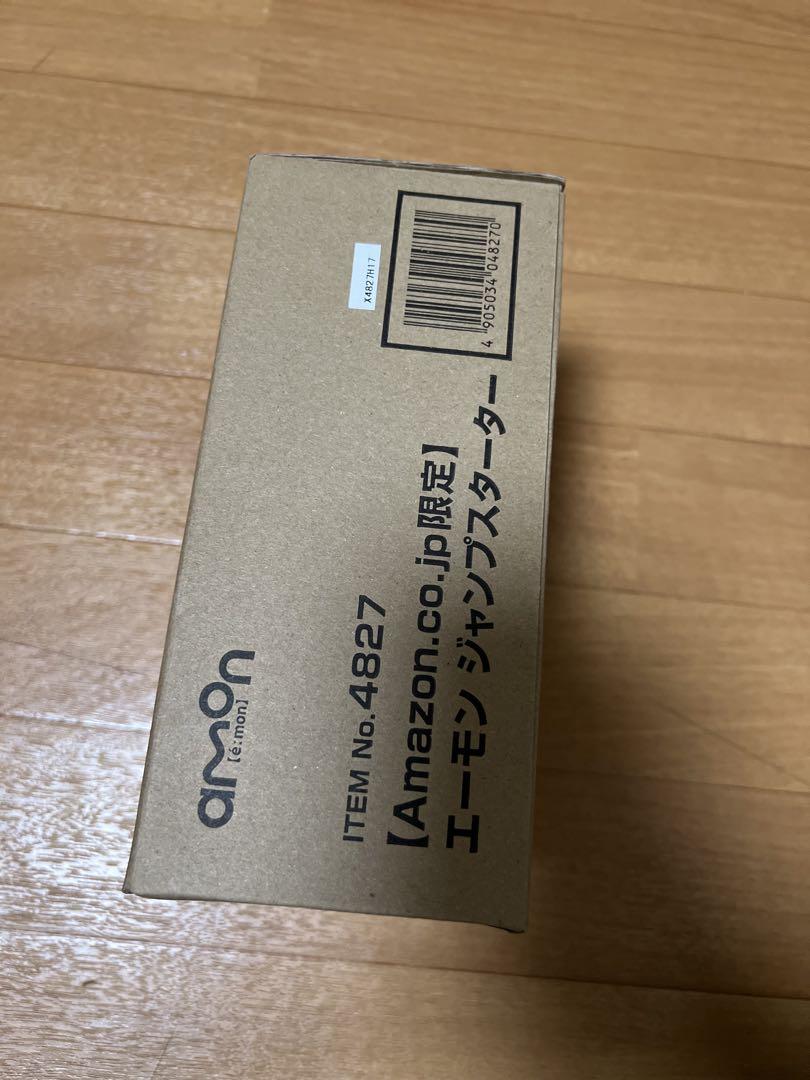 amon
【é:mon】
ITEM No.4827
【Amazon.co.jp限定】
エーモン ジャンプスターター
X4827H17
4 905034 048270